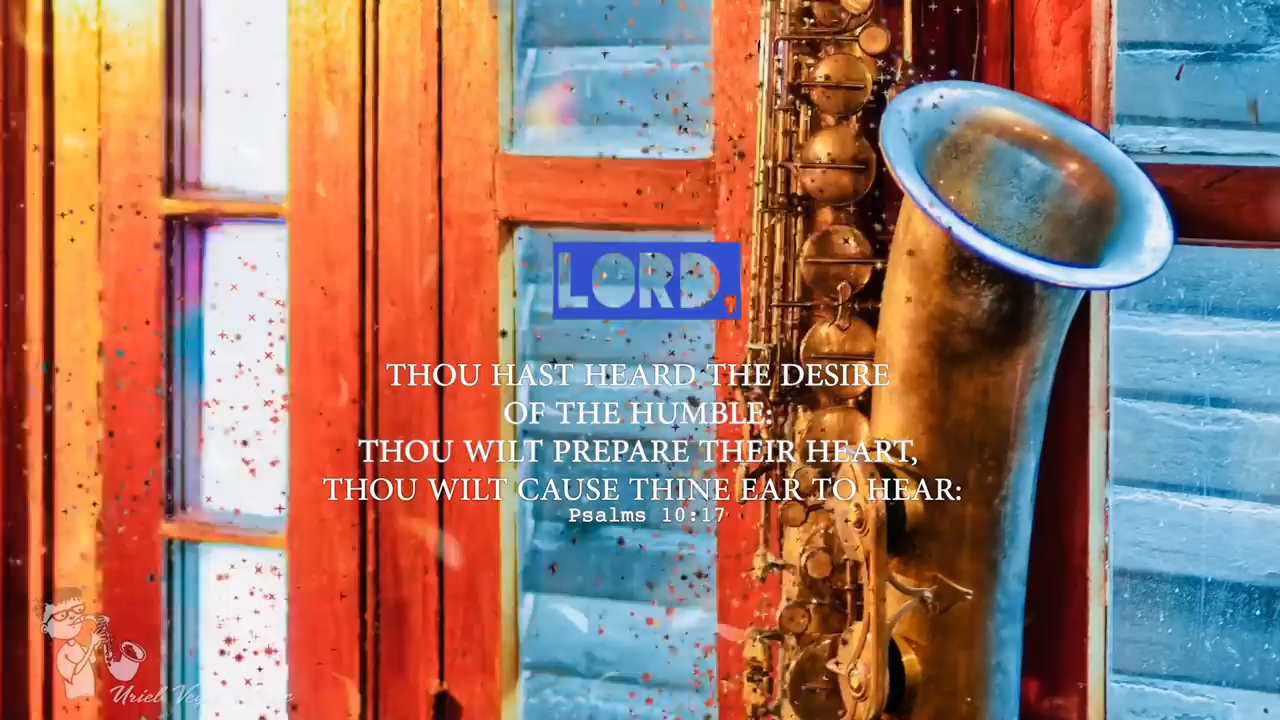 LORD,
THOU HAST HEARD THE DESIRE
OF THE HUMBLE:
THOU WILT PREPARE THEIR HEART,
THOU WILT CAUSE THINE EAR TO HEAR:
Psalms 10:17
Uriel